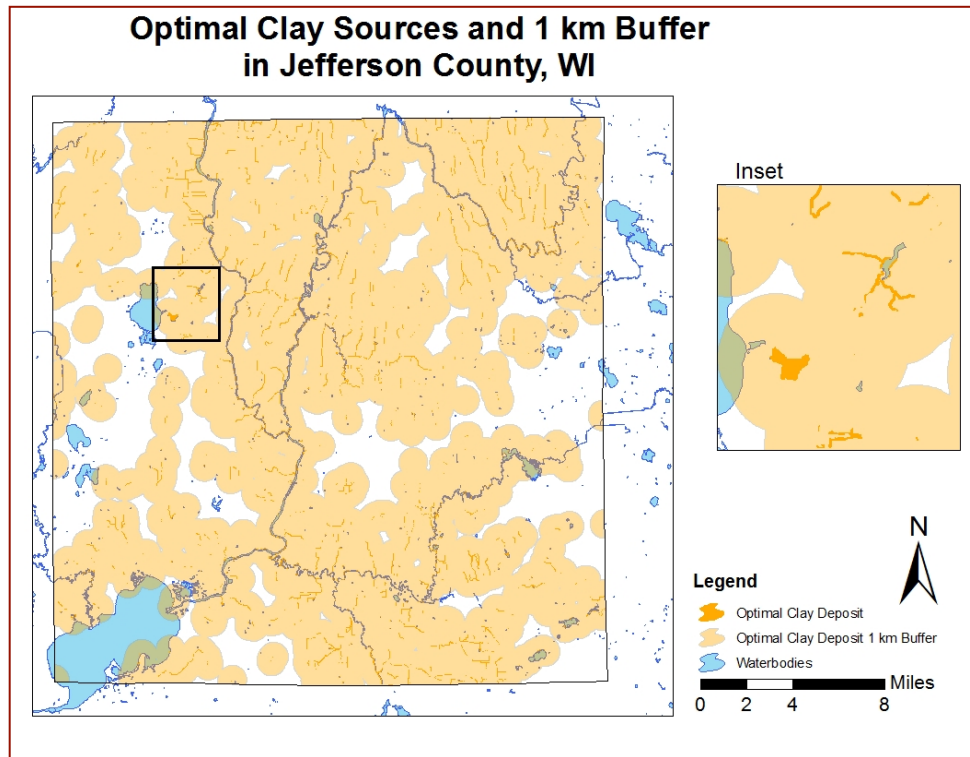 Optimal Clay Sources and 1 km Buffer
in Jefferson County, WI
Inset
N
Legend
Optimal Clay Deposit
Optimal Clay Deposit 1 km Buffer
Waterbodies
Miles
0 2 4 8